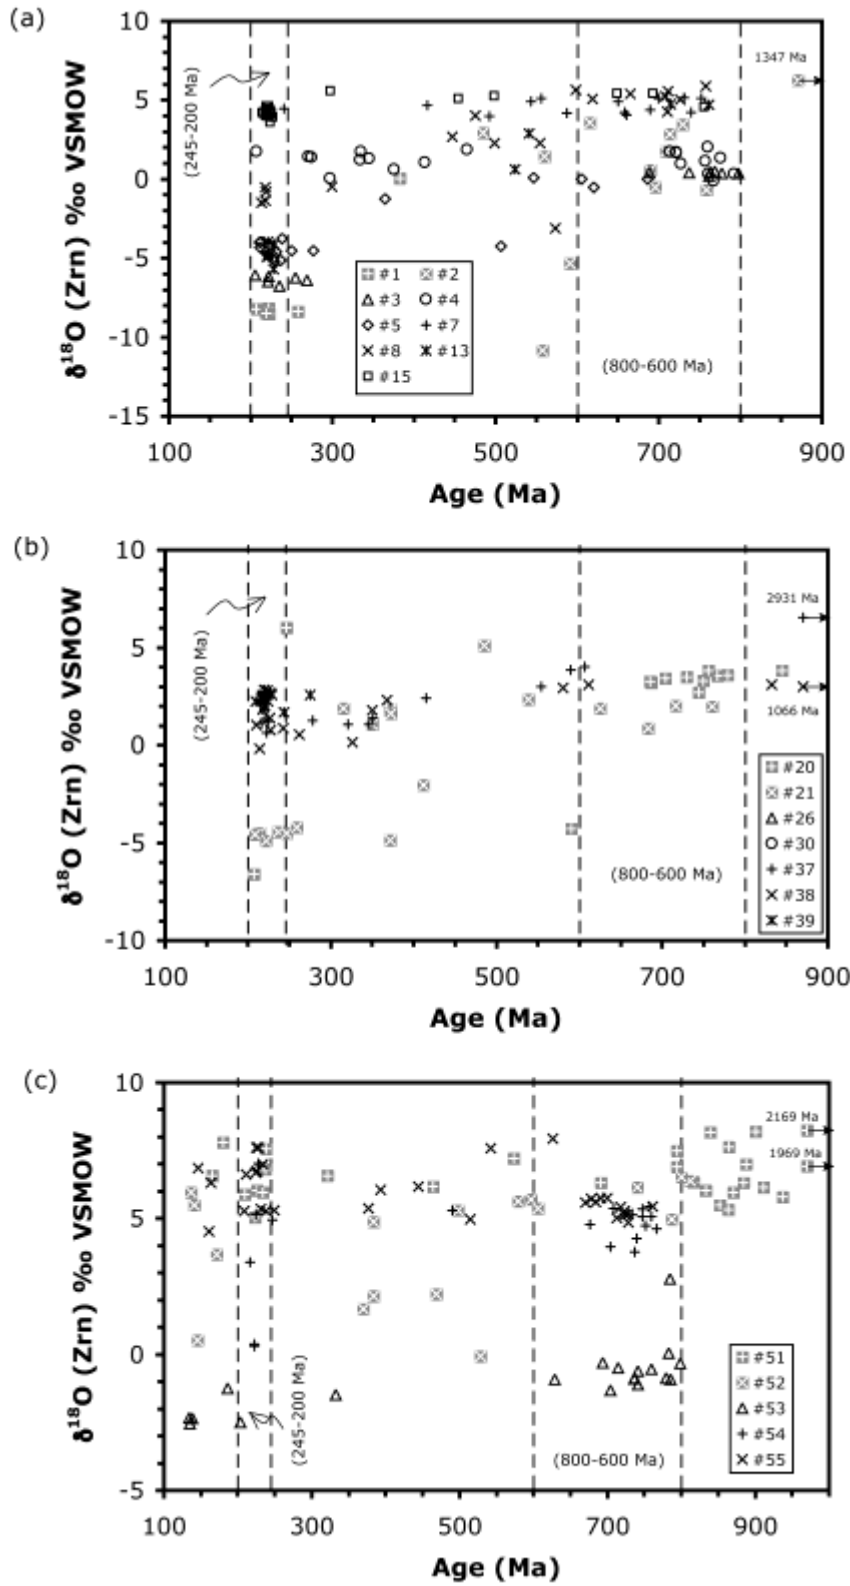 (a)
10
5
0
-5
-10
-15
δ¹⁸O (Zrn) ‰ VSMOW
(245-200 Ma)
1347 Ma
#1 #2
#3 #4
#5 #7
#8 #13
#15
(800-600 Ma)
100 300 500 700 900
Age (Ma)
(b)
10
5
0
-5
-10
δ¹⁸O (Zrn) ‰ VSMOW
(245-200 Ma)
2931 Ma
1066 Ma
#20
#21
#26
#30
#37
#38
#39
(800-600 Ma)
100 300 500 700 900
Age (Ma)
(c)
10
5
0
-5
δ¹⁸O (Zrn) ‰ VSMOW
2169 Ma
1969 Ma
(245-200 Ma)
#51
#52
#53
#54
#55
(800-600 Ma)
100 300 500 700 900
Age (Ma)